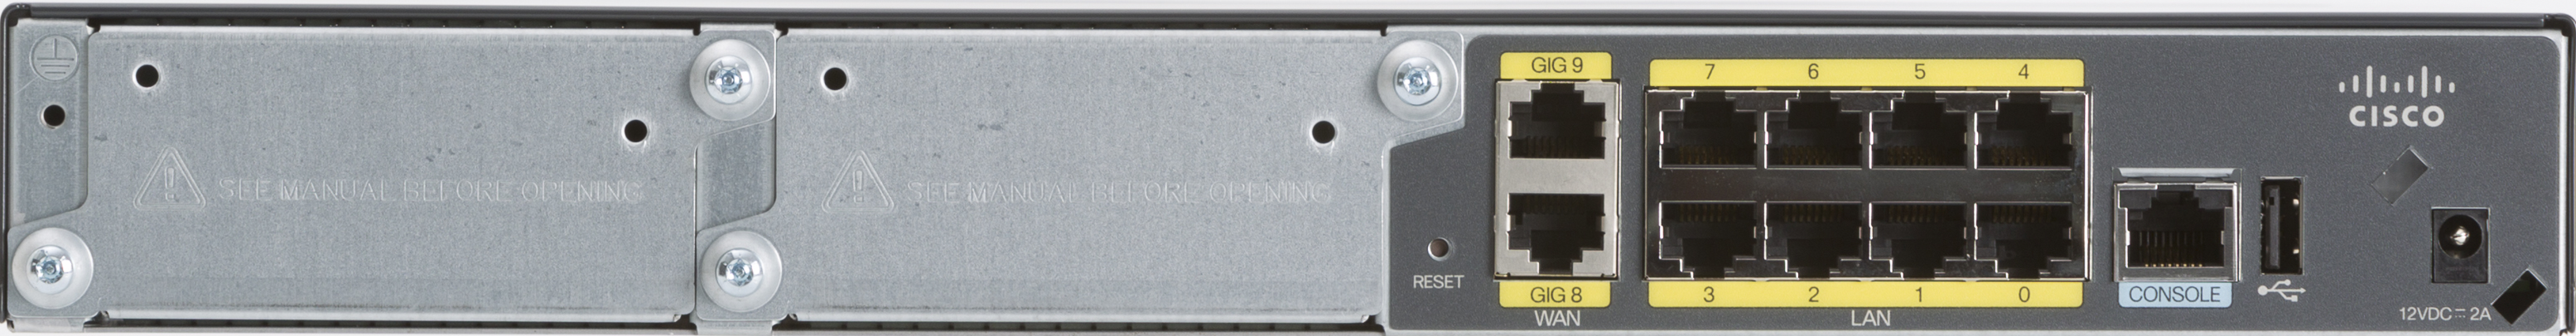 SEE MANUAL BEFORE OPENING
SEE MANUAL BEFORE OPENING
RESET
GIG 9
GIG 8
WAN
7 6 5 4
3 2 1 0
LAN
CONSOLE
CISCO
12VDC⎓2A